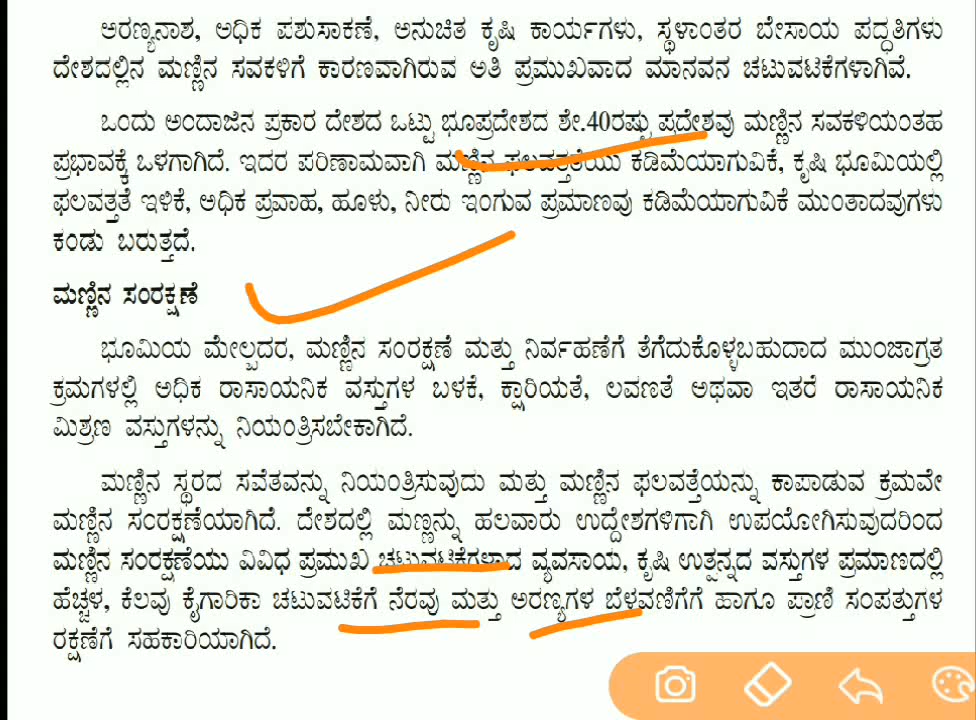 ಅರಣ್ಯನಾಶ, ಅಧಿಕ ಪಶುಸಾಕಣೆ, ಅನುಚಿತ ಕೃಷಿ ಕಾರ್ಯಗಳು, ಸ್ಥಳಾಂತರ ಬೇಸಾಯ ಪದ್ಧತಿಗಳು
ದೇಶದಲ್ಲಿನ ಮಣ್ಣಿನ ಸವಕಳಿಗೆ ಕಾರಣವಾಗಿರುವ ಅತಿ ಪ್ರಮುಖವಾದ ಮಾನವನ ಚಟುವಟಿಕೆಗಳಾಗಿವೆ.
ಒಂದು ಅಂದಾಜಿನ ಪ್ರಕಾರ ದೇಶದ ಒಟ್ಟು ಭೂಪ್ರದೇಶದ ಶೇ.40ರಷ್ಟು ಪ್ರದೇಶವು ಮಣ್ಣಿನ ಸವಕಳಿಯಂತಹ
ಪ್ರಭಾವಕ್ಕೆ ಒಳಗಾಗಿದೆ. ಇದರ ಪರಿಣಾಮವಾಗಿ ಮಣ್ಣಿನ ಫಲವತ್ತತೆಯು ಕಡಿಮೆಯಾಗುವಿಕೆ, ಕೃಷಿ ಭೂಮಿಯಲ್ಲಿ
ಫಲವತ್ತತೆ ಇಳಿಕೆ, ಅಧಿಕ ಪ್ರವಾಹ, ಹೂಳು, ನೀರು ಇಂಗುವ ಪ್ರಮಾಣವು ಕಡಿಮೆಯಾಗುವಿಕೆ ಮುಂತಾದವುಗಳು
ಕಂಡು ಬರುತ್ತದೆ.
ಮಣ್ಣಿನ ಸಂರಕ್ಷಣೆ
ಭೂಮಿಯ ಮೇಲ್ಪದರ, ಮಣ್ಣಿನ ಸಂರಕ್ಷಣೆ ಮತ್ತು ನಿರ್ವಹಣೆಗೆ ತೆಗೆದುಕೊಳ್ಳಬಹುದಾದ ಮುಂಜಾಗ್ರತ
ಕ್ರಮಗಳಲ್ಲಿ ಅಧಿಕ ರಾಸಾಯನಿಕ ವಸ್ತುಗಳ ಬಳಕೆ, ಕ್ಷಾರಿಯತೆ, ಲವಣತೆ ಅಥವಾ ಇತರೆ ರಾಸಾಯನಿಕ
ಮಿಶ್ರಣ ವಸ್ತುಗಳನ್ನು ನಿಯಂತ್ರಿಸಬೇಕಾಗಿದೆ.
ಮಣ್ಣಿನ ಸ್ಥರದ ಸವೆತವನ್ನು ನಿಯಂತ್ರಿಸುವುದು ಮತ್ತು ಮಣ್ಣಿನ ಫಲವತ್ತೆಯನ್ನು ಕಾಪಾಡುವ ಕ್ರಮವೇ
ಮಣ್ಣಿನ ಸಂರಕ್ಷಣೆಯಾಗಿದೆ. ದೇಶದಲ್ಲಿ ಮಣ್ಣನ್ನು ಹಲವಾರು ಉದ್ದೇಶಗಳಿಗಾಗಿ ಉಪಯೋಗಿಸುವುದರಿಂದ
ಮಣ್ಣಿನ ಸಂರಕ್ಷಣೆಯು ವಿವಿಧ ಪ್ರಮುಖ ಚಟುವಟಿಕೆಗಳಾದ ವ್ಯವಸಾಯ, ಕೃಷಿ ಉತ್ಪನ್ನದ ವಸ್ತುಗಳ ಪ್ರಮಾಣದಲ್ಲಿ
ಹೆಚ್ಚಳ, ಕೆಲವು ಕೈಗಾರಿಕಾ ಚಟುವಟಿಕೆಗೆ ನೆರವು ಮತ್ತು ಅರಣ್ಯಗಳ ಬೆಳವಣಿಗೆಗೆ ಹಾಗೂ ಪ್ರಾಣಿ ಸಂಪತ್ತುಗಳ
ರಕ್ಷಣೆಗೆ ಸಹಕಾರಿಯಾಗಿದೆ.